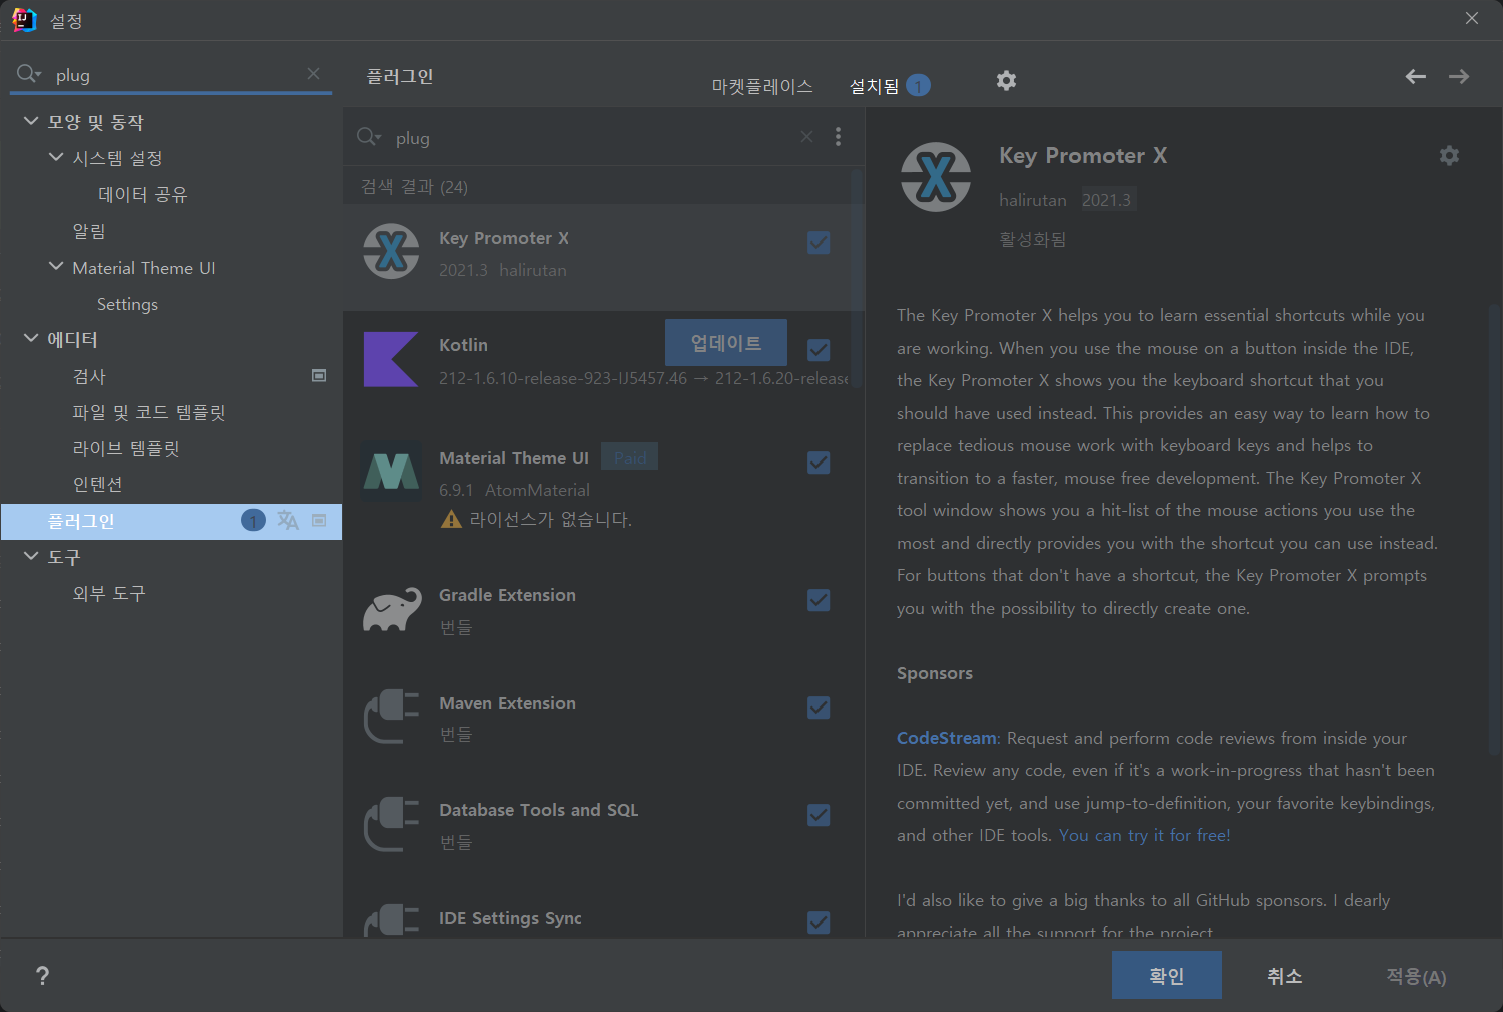 설정
plug
모양 및 동작
시스템 설정
데이터 공유
알림
Material Theme UI
Settings
에디터
검사
파일 및 코드 템플릿
라이브 템플릿
인텐션
플러그인 1
도구
외부 도구
플러그인
마켓플레이스
설치됨 1
plug
검색 결과 (24)
Key Promoter X
2021.3 halirutan
Kotlin
업데이트
212-1.6.10-release-923-IJ5457.46 → 212-1.6.20-release
Material Theme UI Paid
6.9.1 AtomMaterial
라이선스가 없습니다.
Gradle Extension
번들
Maven Extension
번들
Database Tools and SQL
번들
IDE Settings Sync
Key Promoter X
halirutan 2021.3
활성화됨
The Key Promoter X helps you to learn essential shortcuts while you
are working. When you use the mouse on a button inside the IDE,
the Key Promoter X shows you the keyboard shortcut that you
should have used instead. This provides an easy way to learn how to
replace tedious mouse work with keyboard keys and helps to
transition to a faster, mouse free development. The Key Promoter X
tool window shows you a hit-list of the mouse actions you use the
most and directly provides you with the shortcut you can use instead.
For buttons that don't have a shortcut, the Key Promoter X prompts
you with the possibility to directly create one.
Sponsors
CodeStream: Request and perform code reviews from inside your
IDE. Review any code, even if it's a work-in-progress that hasn't been
committed yet, and use jump-to-definition, your favorite keybindings,
and other IDE tools. You can try it for free!
I'd also like to give a big thanks to all GitHub sponsors. I dearly
appreciate all the support for the project.
?
확인
취소
적용(A)